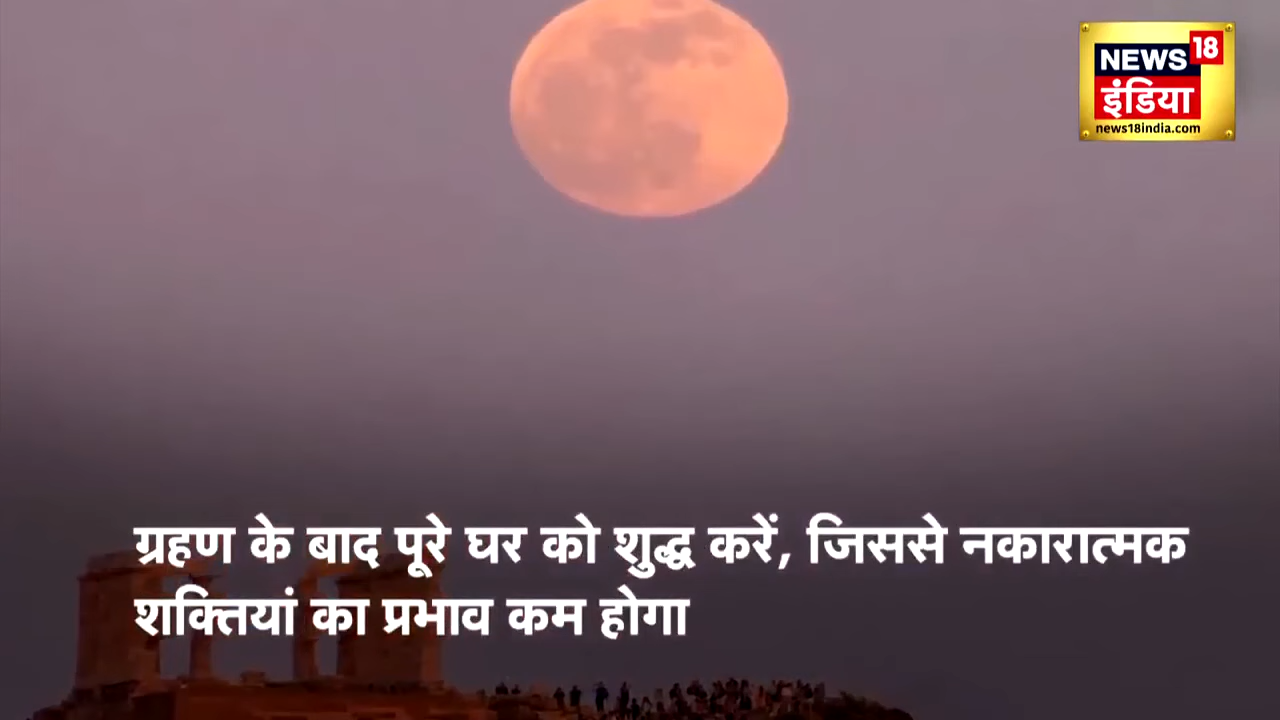 NEWS 18
इंडिया
news18india.com
ग्रहण के बाद पूरे घर को शुद्ध करें, जिससे नकारात्मक
शक्तियां का प्रभाव कम होगा